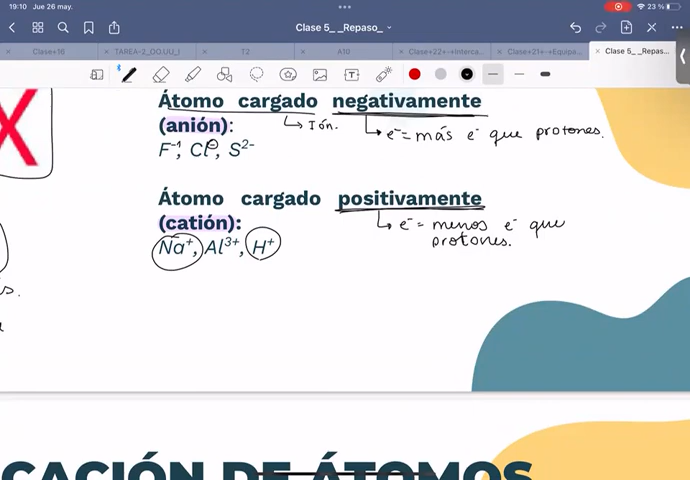 19:10 Jue 26 may.
23 %
Clase 5_ _Repaso_
Clase+16
TAREA-2_OO.UU_I
T2
A10
Clase+22+-+Interca...
Clase+21+-+Equipa...
Clase 5_ _Repas...
Átomo cargado negativamente
(anión):
↳ Ión.
↳ e⁻= más e⁻ que protones.
F⁻¹, Cl⊖, S²⁻
Átomo cargado positivamente
(catión):
↳ e⁻= menos e⁻ que
protones.
Na⁺, Al³⁺, H⁺
s.
CACIÓN DE ÁTOMOS